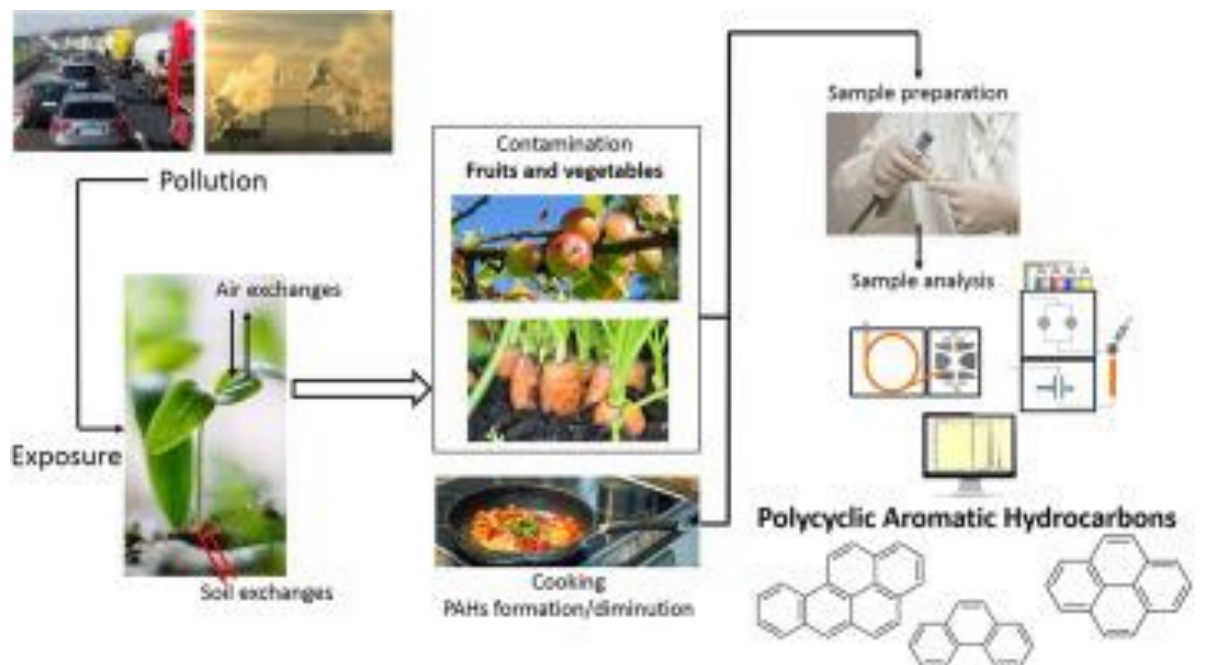 Pollution
Exposure
Air exchanges
Soil exchanges
Contamination
Fruits and vegetables
Cooking
PAHs formation/diminution
Sample preparation
Sample analysis
Polycyclic Aromatic Hydrocarbons